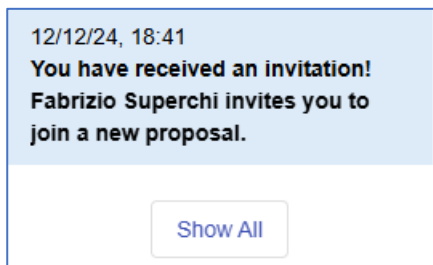 12/12/24, 18:41
You have received an invitation!
Fabrizio Superchi invites you to
join a new proposal.
Show All